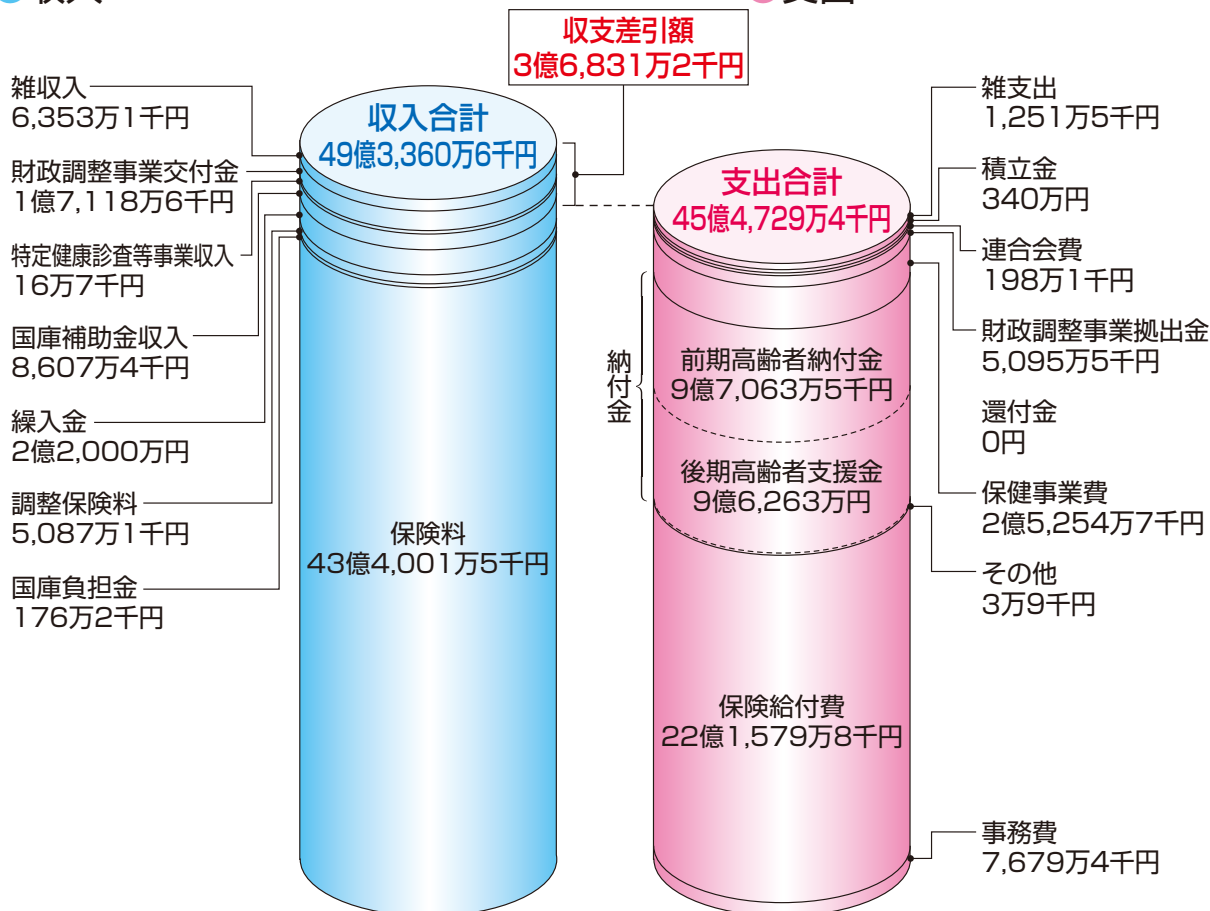 収支差引額
3億6,831万2千円
収入合計
49億3,360万6千円
雑収入
6,353万1千円
財政調整事業交付金
1億7,118万6千円
特定健康診査等事業収入
16万7千円
国庫補助金収入
8,607万4千円
繰入金
2億2,000万円
調整保険料
5,087万1千円
国庫負担金
176万2千円
保険料
43億4,001万5千円
支出合計
45億4,729万4千円
納付金
前期高齢者納付金
9億7,063万5千円
後期高齢者支援金
9億6,263万円
保険給付費
22億1,579万8千円
雑支出
1,251万5千円
積立金
340万円
連合会費
198万1千円
財政調整事業拠出金
5,095万5千円
還付金
0円
保健事業費
2億5,254万7千円
その他
3万9千円
事務費
7,679万4千円